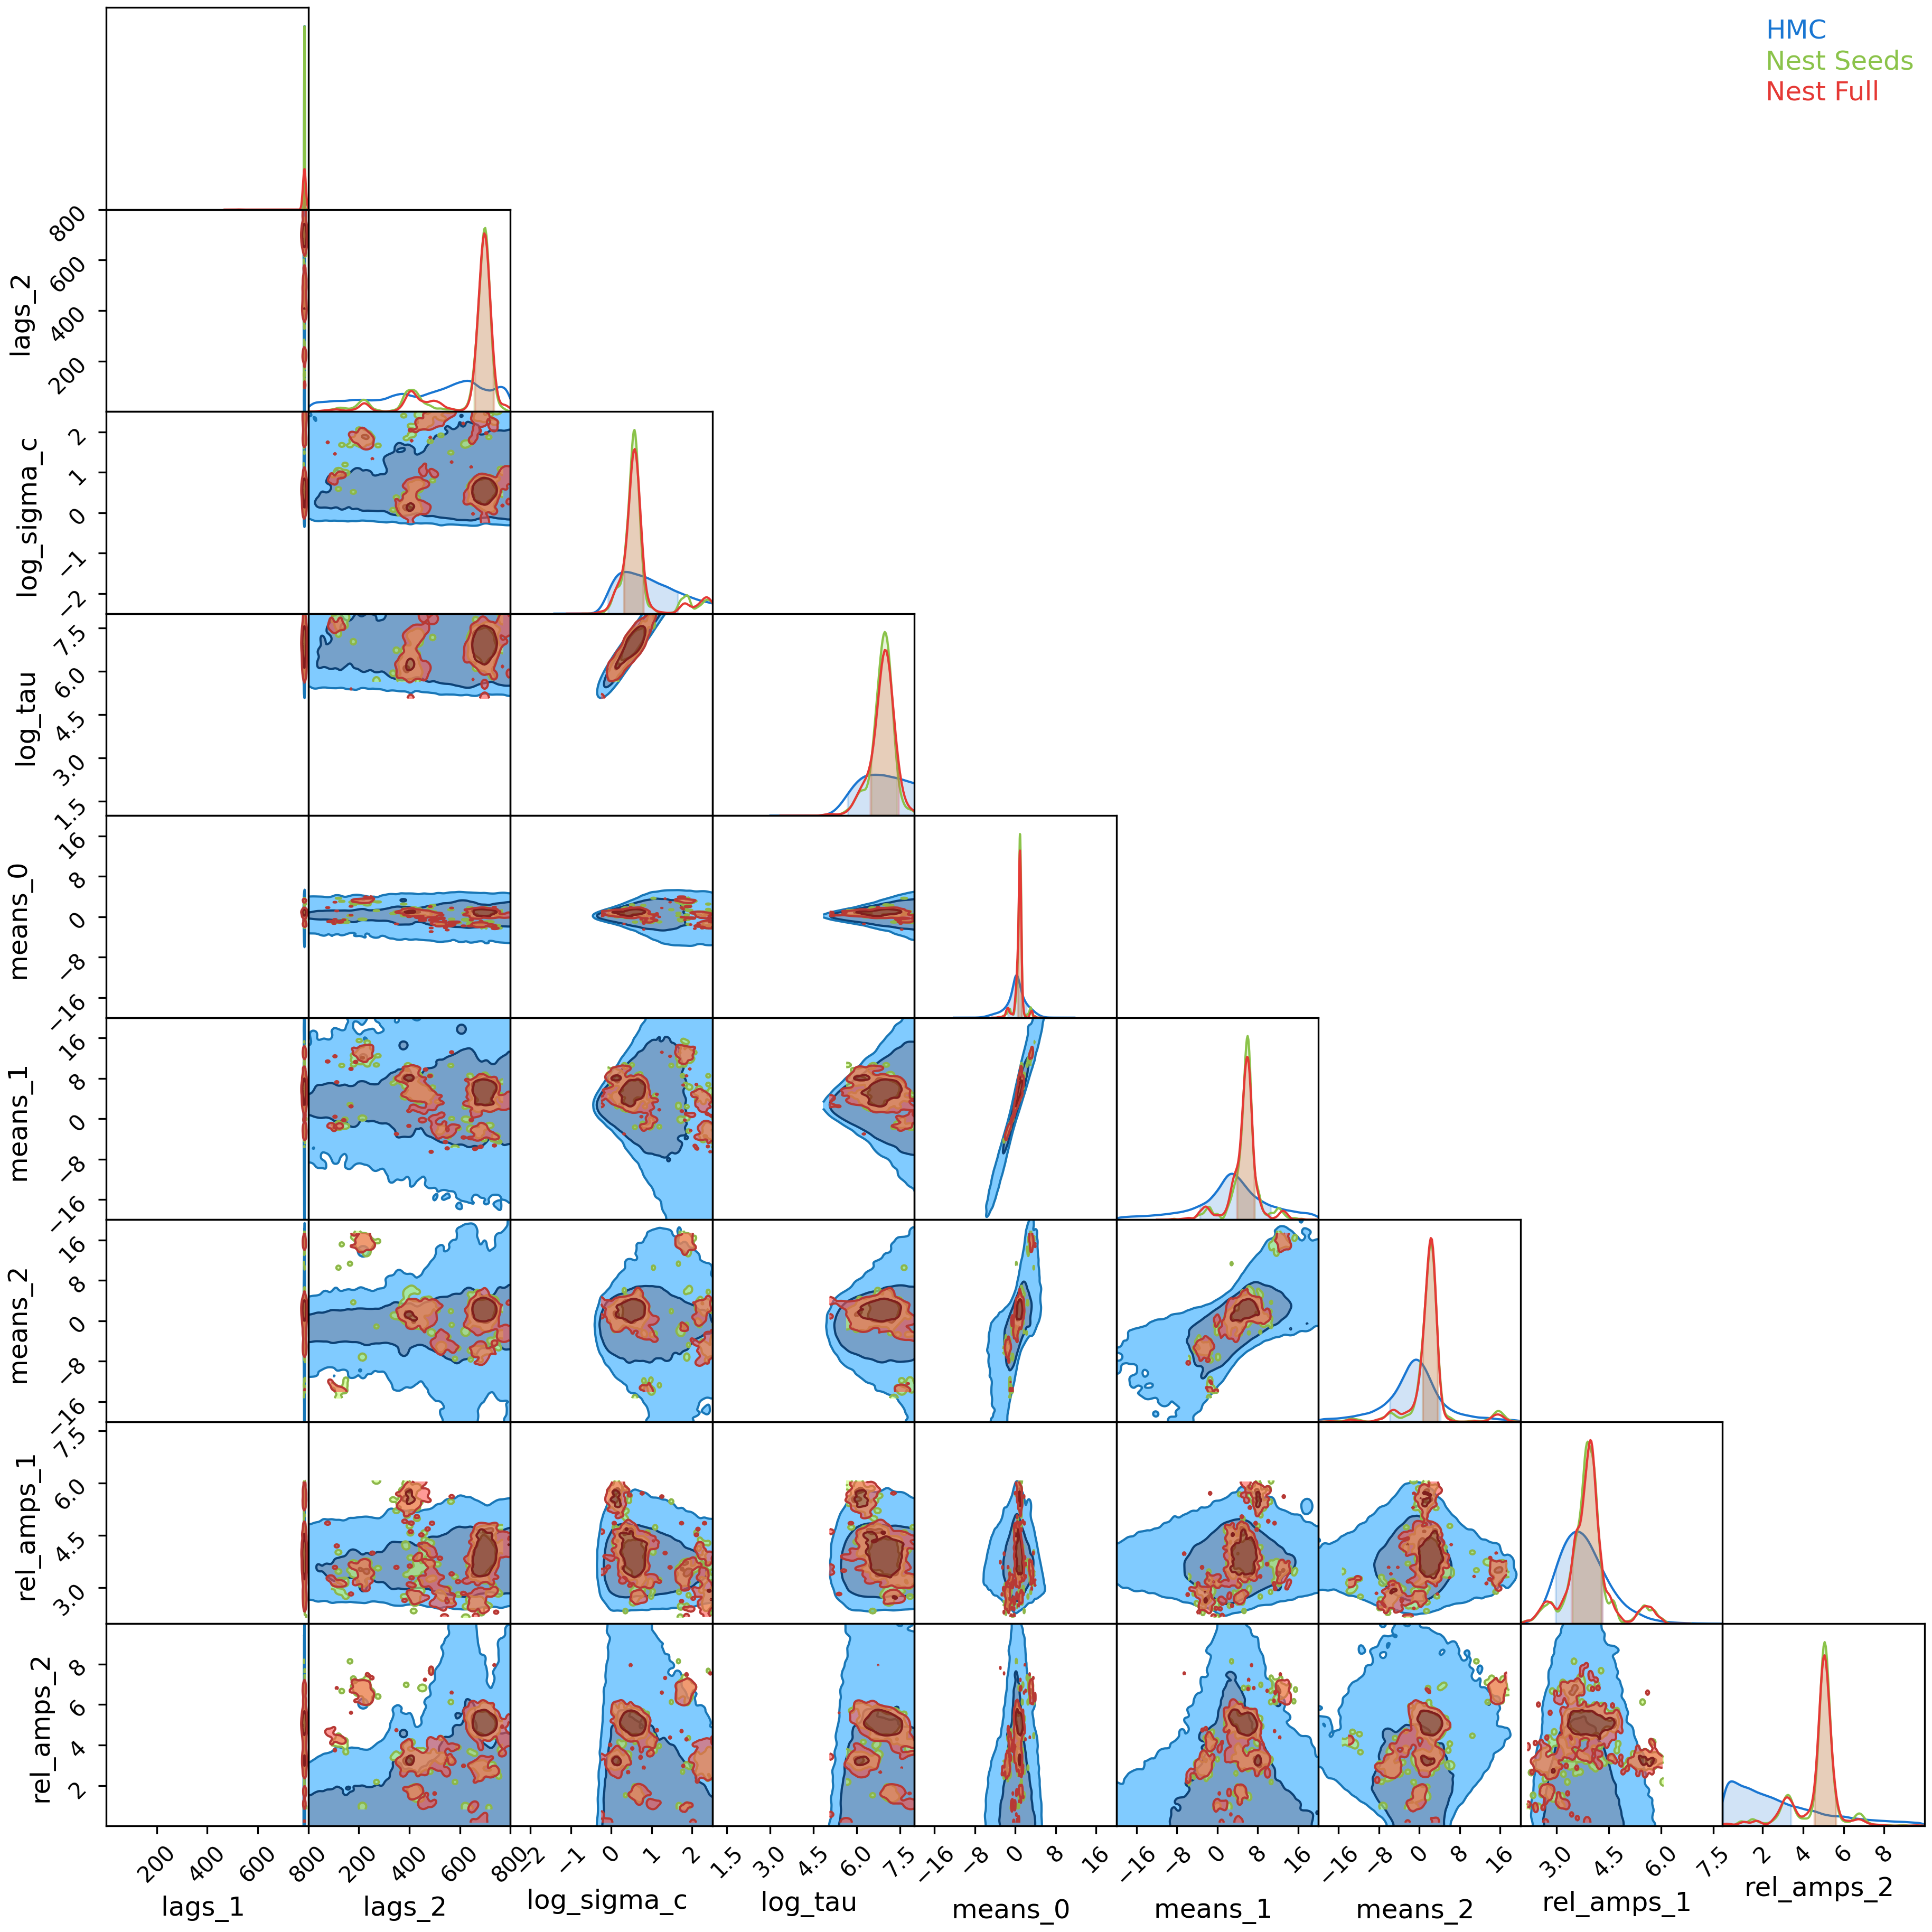 HMC
Nest Seeds
Nest Full
800
600
400
200
lags_2
2
1
0
−1
−2
log_sigma_c
7.5
6.0
4.5
3.0
1.5
log_tau
16
8
0
−8
−16
means_0
16
8
0
−8
−16
means_1
16
8
0
−8
−16
means_2
7.5
6.0
4.5
3.0
rel_amps_1
8
6
4
2
rel_amps_2
200 400 600 800 200 400 600 800 −2 −1 0 1 2 1.5 3.0 4.5 6.0 7.5 −16 −8 0 8 16 −16 −8 0 8 16 −16 −8 0 8 16 3.0 4.5 6.0 7.5 2 4 6 8
lags_1 lags_2 log_sigma_c log_tau means_0 means_1 means_2 rel_amps_1 rel_amps_2